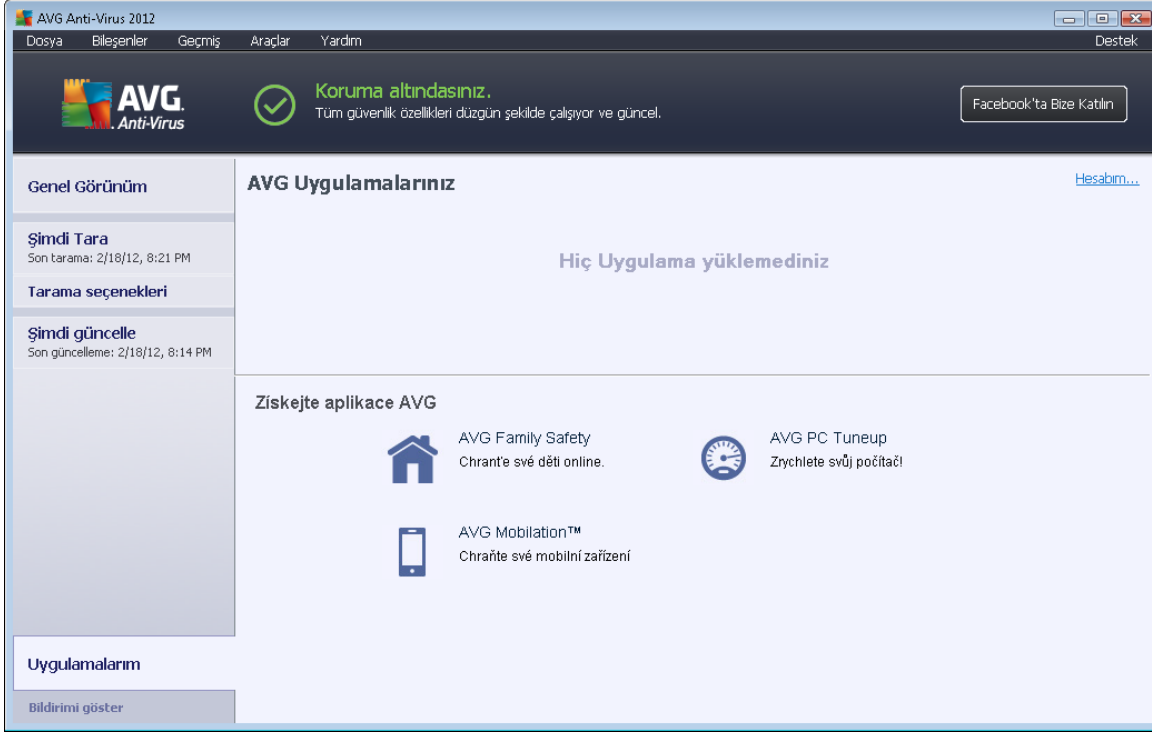 AVG Anti-Virus 2012
Dosya Bileşenler Geçmiş Araçlar Yardım Destek
AVG.
Anti-Virus
Koruma altındasınız.
Tüm güvenlik özellikleri düzgün şekilde çalışıyor ve güncel.
Facebook'ta Bize Katılın
Genel Görünüm
Şimdi Tara
Son tarama: 2/18/12, 8:21 PM
Tarama seçenekleri
Şimdi güncelle
Son güncelleme: 2/18/12, 8:14 PM
Uygulamalarım
Bildirimi göster
AVG Uygulamalarınız
Hesabım...
Hiç Uygulama yüklemediniz
Získejte aplikace AVG
AVG Family Safety
Chranťe své děti online.
AVG PC Tuneup
Zrychlete svůj počítač!
AVG Mobilation™
Chraňte své mobilní zařízení